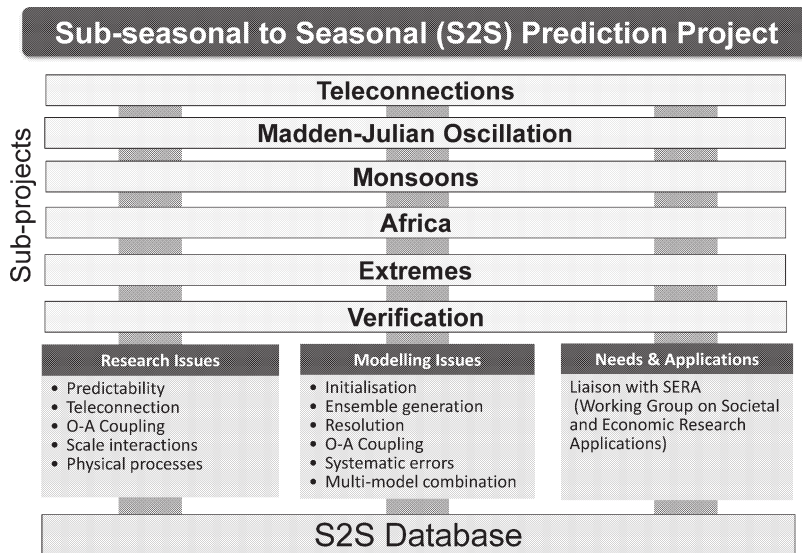 Sub-seasonal to Seasonal (S2S) Prediction Project
Sub-projects
Teleconnections
Madden-Julian Oscillation
Monsoons
Africa
Extremes
Verification
Research Issues
• Predictability
• Teleconnection
• O-A Coupling
• Scale interactions
• Physical processes
Modelling Issues
• Initialisation
• Ensemble generation
• Resolution
• O-A Coupling
• Systematic errors
• Multi-model combination
Needs & Applications
Liaison with SERA
(Working Group on Societal
and Economic Research
Applications)
S2S Database